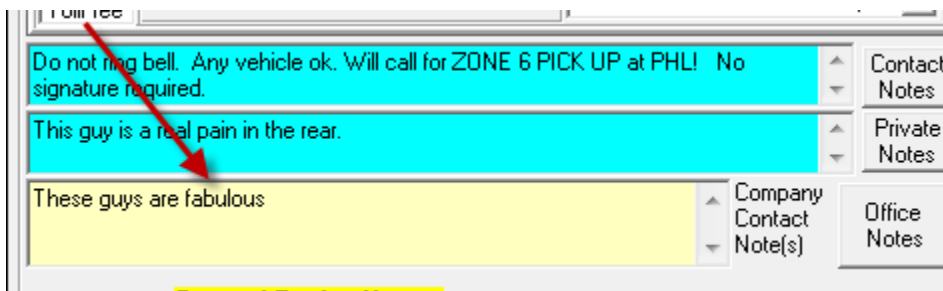 Do not ring bell. Any vehicle ok. Will call for ZONE 6 PICK UP at PHL! No
signature required.
Contact
Notes
This guy is a real pain in the rear.
Private
Notes
These guys are fabulous
Company
Contact
Note(s)
Office
Notes